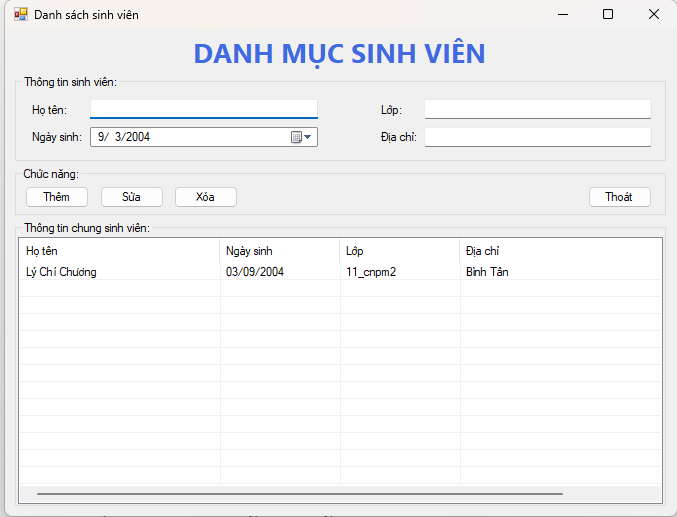 Danh sách sinh viên
DANH MỤC SINH VIÊN
Thông tin sinh viên:
Họ tên: Lớp:
Ngày sinh: 9/ 3/2004 Địa chỉ:
Chức năng:
Thêm Sửa Xóa Thoát
Thông tin chung sinh viên:
Họ tên Ngày sinh Lớp Địa chỉ
Lý Chí Chương 03/09/2004 11_cnpm2 Bình Tân